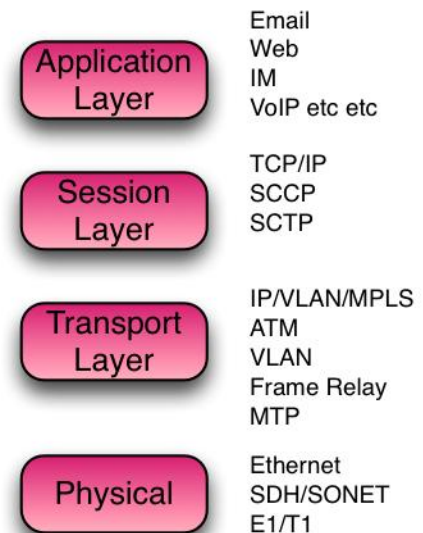 Application
Layer
Email
Web
IM
VoIP etc etc
Session
Layer
TCP/IP
SCCP
SCTP
Transport
Layer
IP/VLAN/MPLS
ATM
VLAN
Frame Relay
MTP
Physical
Ethernet
SDH/SONET
E1/T1